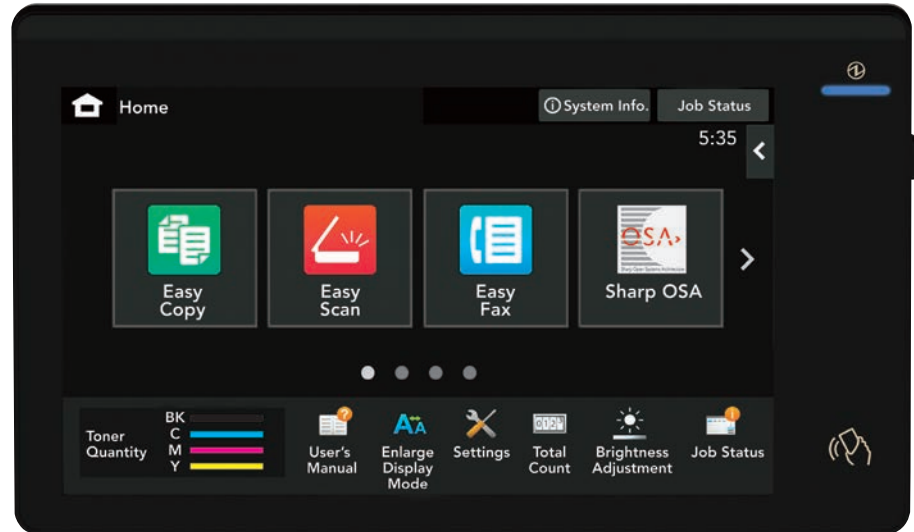 Home
System Info.
Job Status
5:35
Easy
Copy
Easy
Scan
Easy
Fax
OSA
Sharp OSA
Toner
Quantity
BK
C
M
Y
User's
Manual
Enlarge
Display
Mode
Settings
Total
Count
Brightness
Adjustment
Job Status